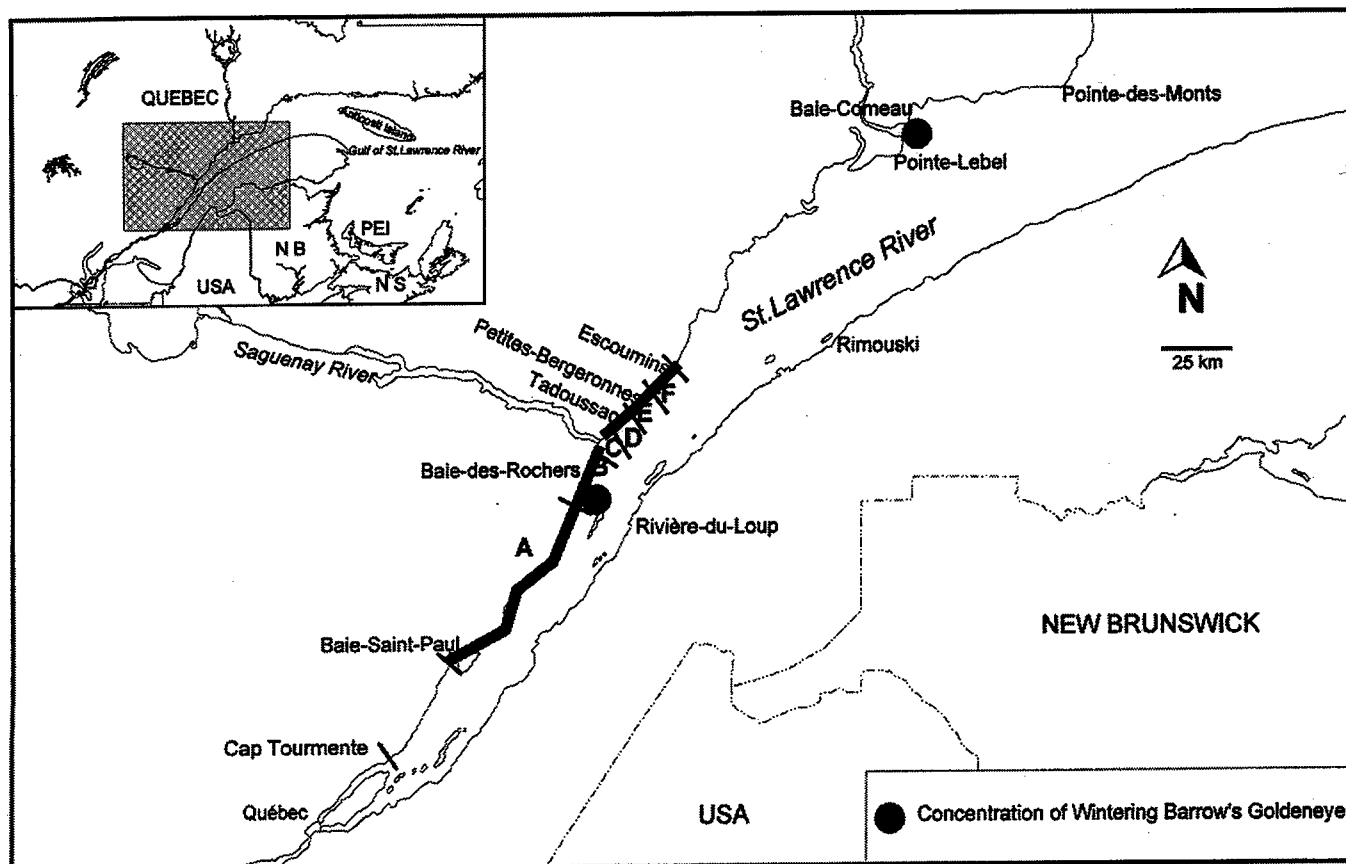 QUEBEC
Anticosti Island
Gulf of St.Lawrence River
PEI
N B
N S
USA
Baie-Comeau
Pointe-des-Monts
Pointe-Lebel
St.Lawrence River
N
25 km
Rimouski
Saguenay River
Escoumins
Petites-Bergeronnes
Tadoussac
F
E
D
C
B
Baie-des-Rochers
Rivière-du-Loup
A
Baie-Saint-Paul
NEW BRUNSWICK
Cap Tourmente
Québec
USA
Concentration of Wintering Barrow's Goldeneye